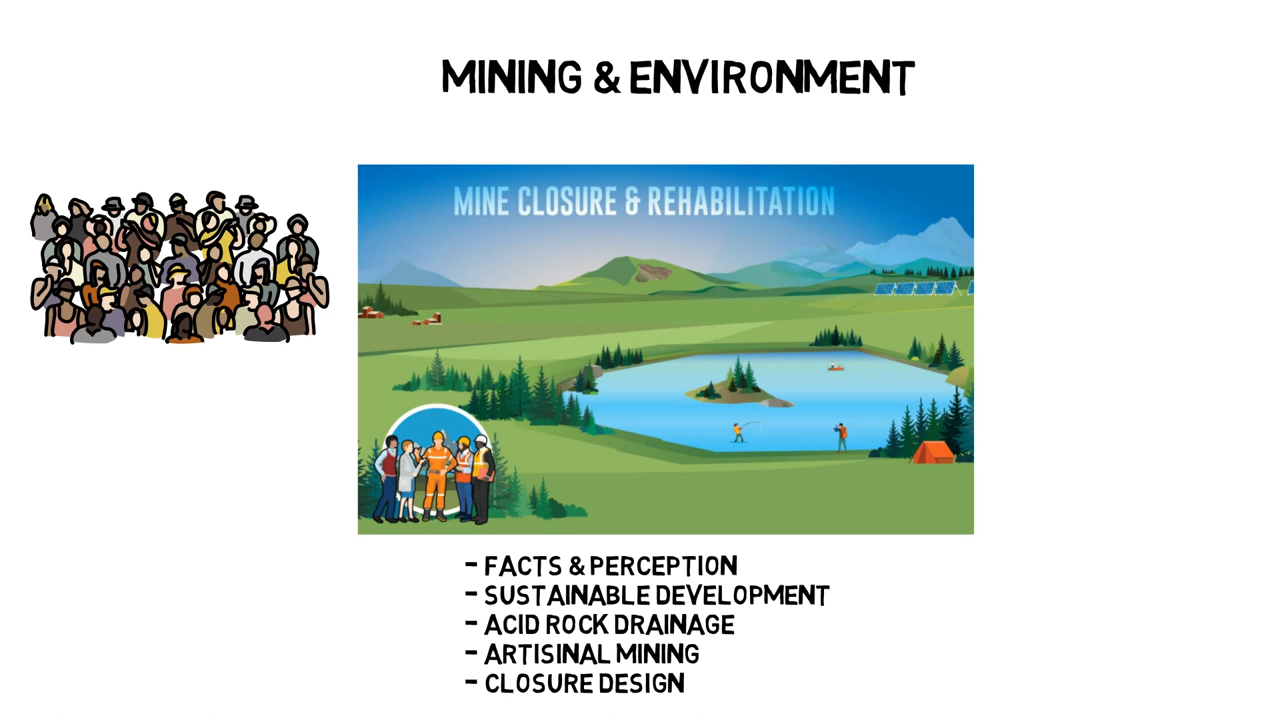 MINING & ENVIRONMENT
MINE CLOSURE & REHABILITATION
- FACTS & PERCEPTION
- SUSTAINABLE DEVELOPMENT
- ACID ROCK DRAINAGE
- ARTISINAL MINING
- CLOSURE DESIGN